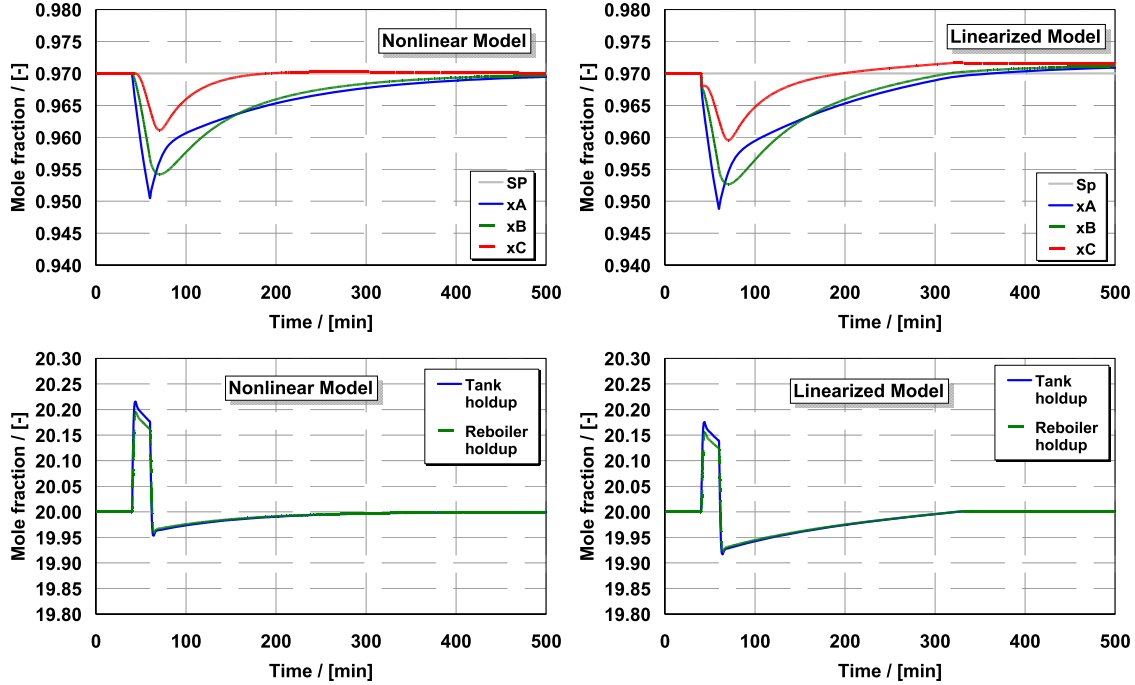 Mole fraction / [-]
0.980
0.975
0.970
0.965
0.960
0.955
0.950
0.945
0.940
Nonlinear Model
SP
xA
xB
xC
0
100
200
300
400
500
Time / [min]
Mole fraction / [-]
0.980
0.975
0.970
0.965
0.960
0.955
0.950
0.945
0.940
Linearized Model
Sp
xA
xB
xC
0
100
200
300
400
500
Time / [min]
Mole fraction / [-]
20.30
20.25
20.20
20.15
20.10
20.05
20.00
19.95
19.90
19.85
19.80
Nonlinear Model
Tank
holdup
Reboiler
holdup
0
100
200
300
400
500
Time / [min]
Mole fraction / [-]
20.30
20.25
20.20
20.15
20.10
20.05
20.00
19.95
19.90
19.85
19.80
Linearized Model
Tank
holdup
Reboiler
holdup
0
100
200
300
400
500
Time / [min]